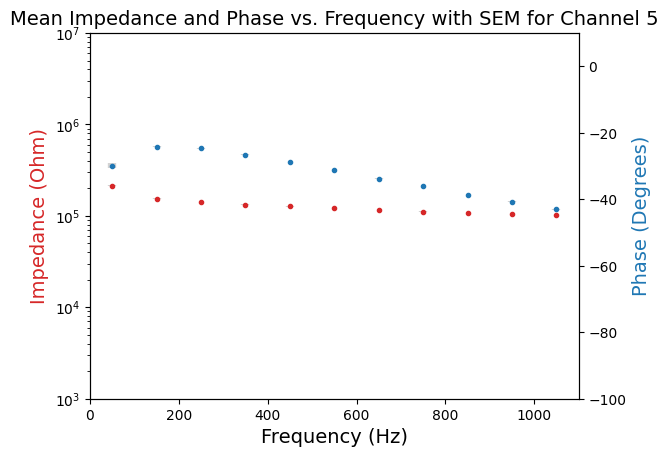 Mean Impedance and Phase vs. Frequency with SEM for Channel 5
Impedance (Ohm)
10^7
10^6
10^5
10^4
10^3
0 200 400 600 800 1000
Frequency (Hz)
0
−20
−40
−60
−80
−100
Phase (Degrees)